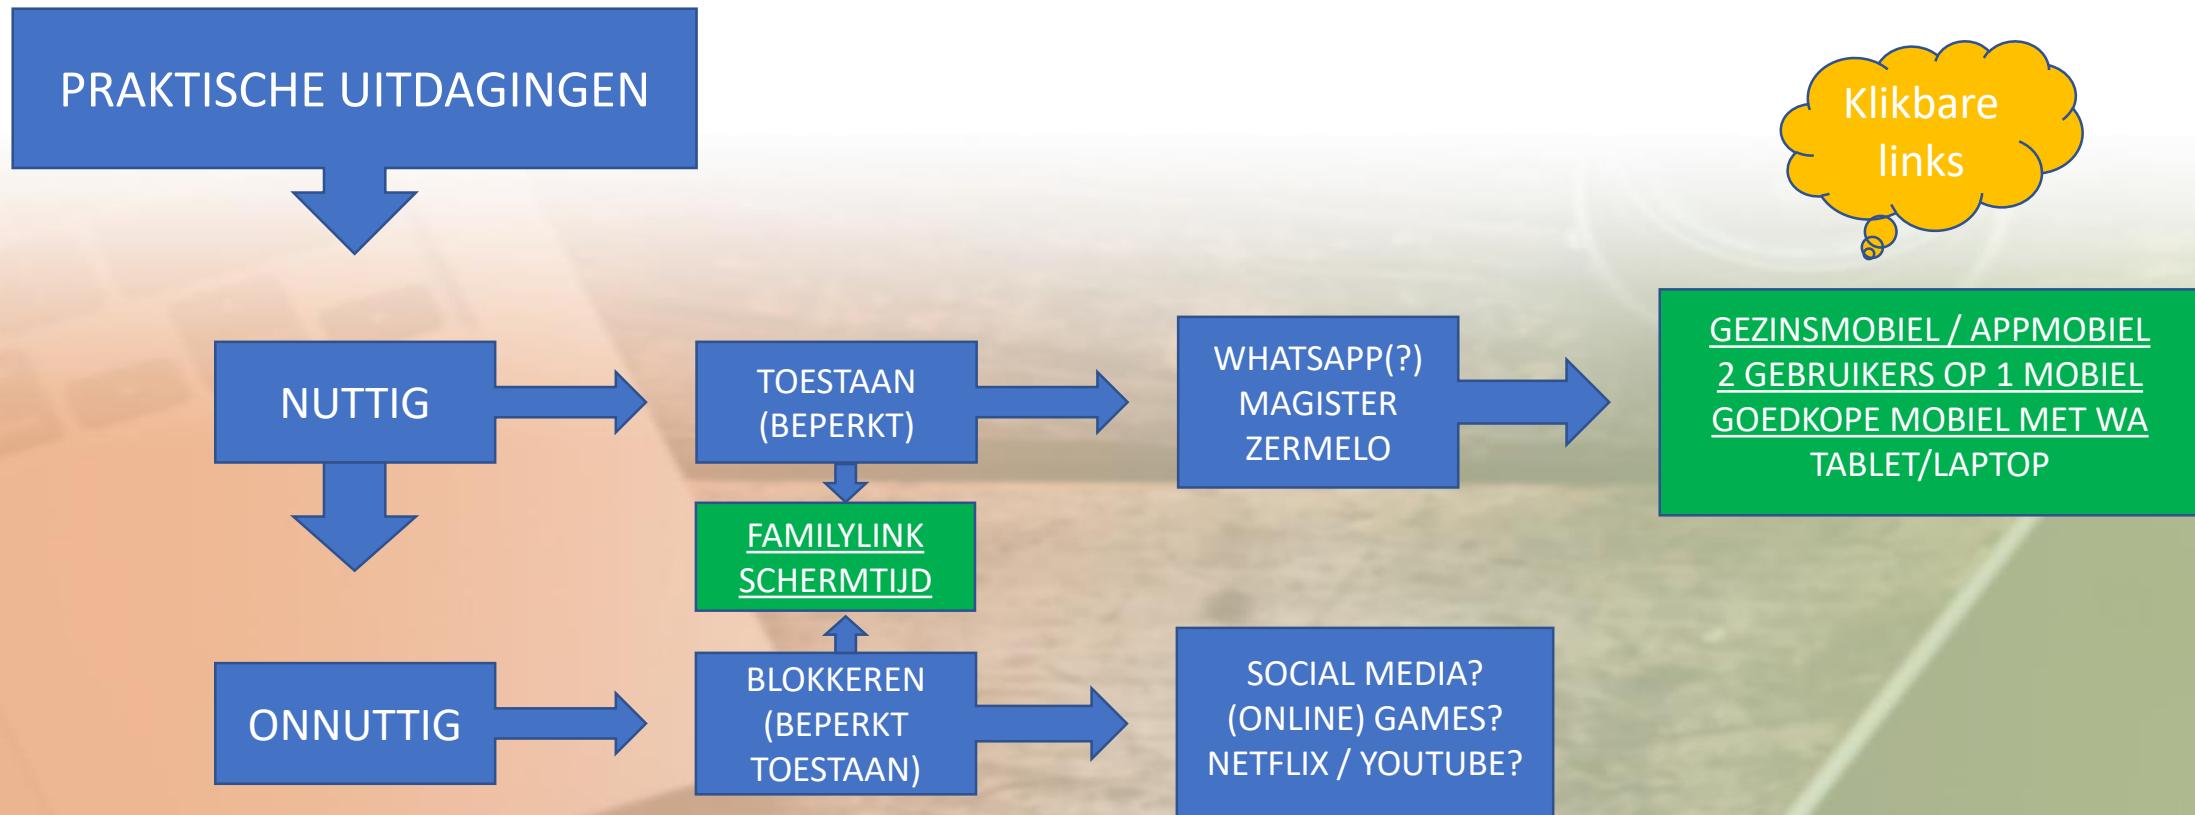 PRAKTISCHE UITDAGINGEN
Klikbare
links
NUTTIG
TOESTAAN
(BEPERKT)
WHATSAPP(?)
MAGISTER
ZERMELO
GEZINSMOBIEL / APPMOBIEL
2 GEBRUIKERS OP 1 MOBIEL
GOEDKOPE MOBIEL MET WA
TABLET/LAPTOP
FAMILYLINK
SCHERMTIJD
ONNUTTIG
BLOKKEREN
(BEPERKT
TOESTAAN)
SOCIAL MEDIA?
(ONLINE) GAMES?
NETFLIX / YOUTUBE?